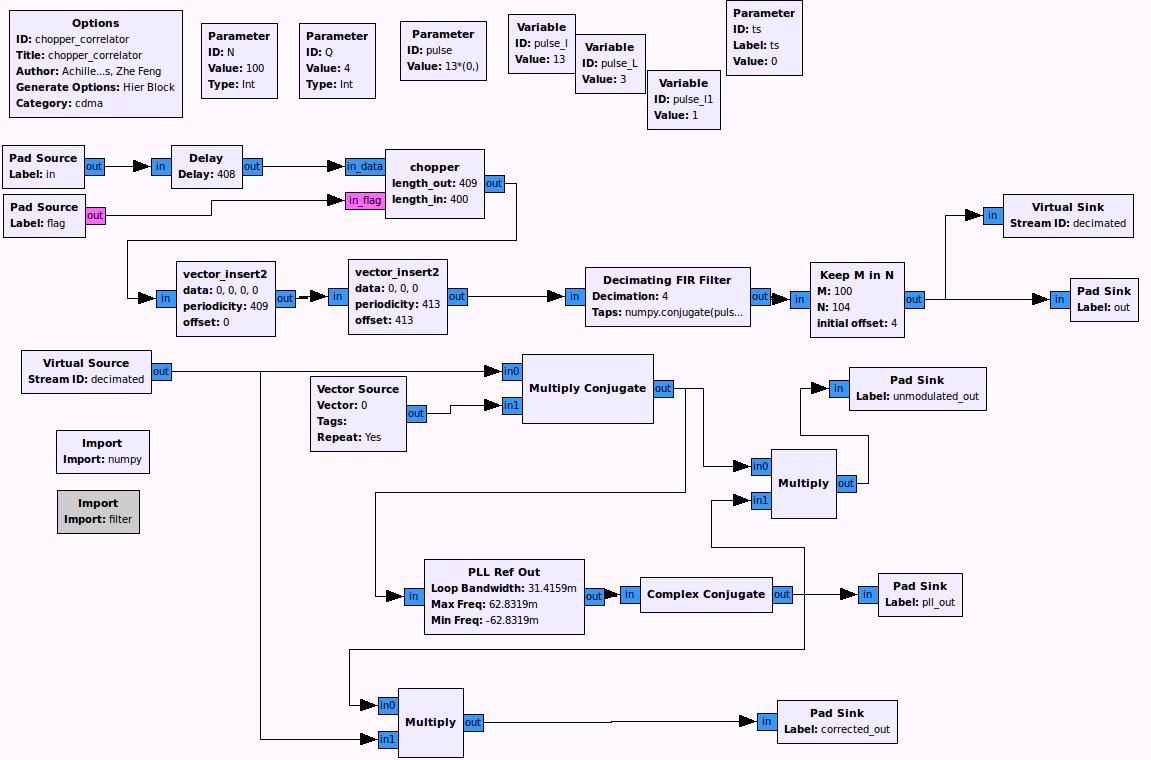 Options
ID: chopper_correlator
Title: chopper_correlator
Author: Achille...s, Zhe Feng
Generate Options: Hier Block
Category: cdma
Parameter
ID: N
Value: 100
Type: Int
Parameter
ID: Q
Value: 4
Type: Int
Parameter
ID: pulse
Value: 13*(0,)
Variable
ID: pulse_l
Value: 13
Variable
ID: pulse_L
Value: 3
Variable
ID: pulse_l1
Value: 1
Parameter
ID: ts
Label: ts
Value: 0
Pad Source
Label: in
out
in
Delay
Delay: 408
out
in_data
in_flag
chopper
length_out: 409
length_in: 400
out
Pad Source
Label: flag
out
in
vector_insert2
data: 0, 0, 0, 0
periodicity: 409
offset: 0
out
in
vector_insert2
data: 0, 0, 0
periodicity: 413
offset: 413
out
in
Decimating FIR Filter
Decimation: 4
Taps: numpy.conjugate(puls...
out
in
Keep M in N
M: 100
N: 104
initial offset: 4
out
in
Virtual Sink
Stream ID: decimated
in
Pad Sink
Label: out
Virtual Source
Stream ID: decimated
out
Vector Source
Vector: 0
Tags:
Repeat: Yes
out
in0
in1
Multiply Conjugate
out
in
Pad Sink
Label: unmodulated_out
Import
Import: numpy
Import
Import: filter
in0
in1
Multiply
out
in
PLL Ref Out
Loop Bandwidth: 31.4159m
Max Freq: 62.8319m
Min Freq: -62.8319m
out
in
Complex Conjugate
out
in
Pad Sink
Label: pll_out
in0
in1
Multiply
out
in
Pad Sink
Label: corrected_out